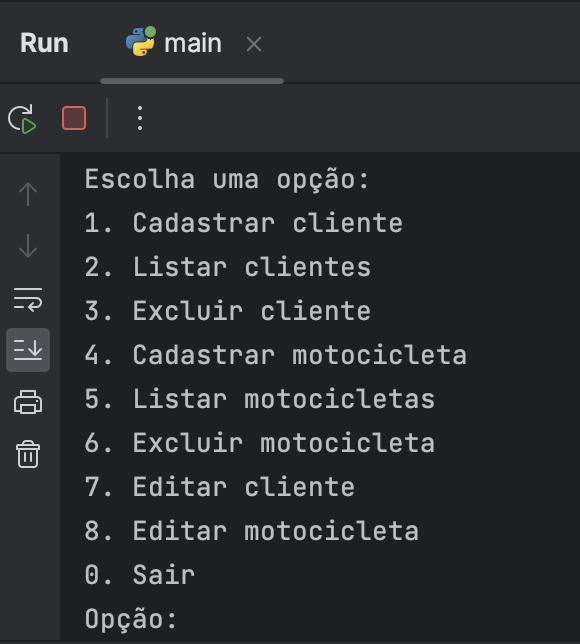 Run main
Escolha uma opção:
1. Cadastrar cliente
2. Listar clientes
3. Excluir cliente
4. Cadastrar motocicleta
5. Listar motocicletas
6. Excluir motocicleta
7. Editar cliente
8. Editar motocicleta
0. Sair
Opção: